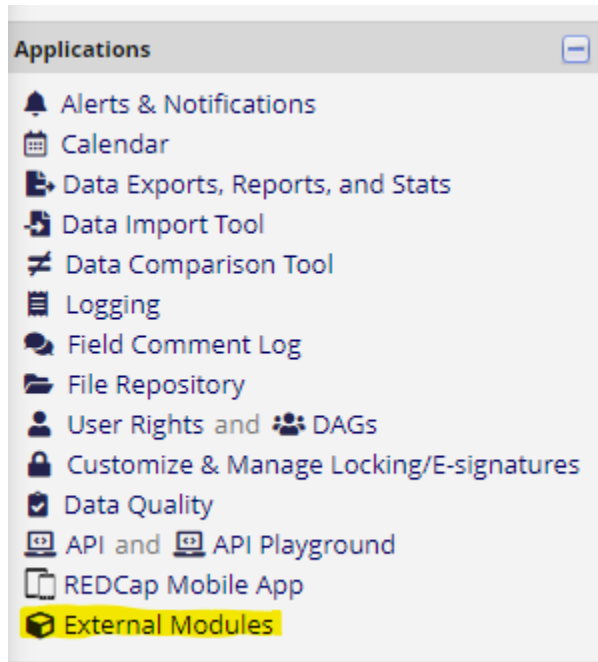 Applications
Alerts & Notifications
Calendar
Data Exports, Reports, and Stats
Data Import Tool
Data Comparison Tool
Logging
Field Comment Log
File Repository
User Rights and DAGs
Customize & Manage Locking/E-signatures
Data Quality
API and API Playground
REDCap Mobile App
External Modules